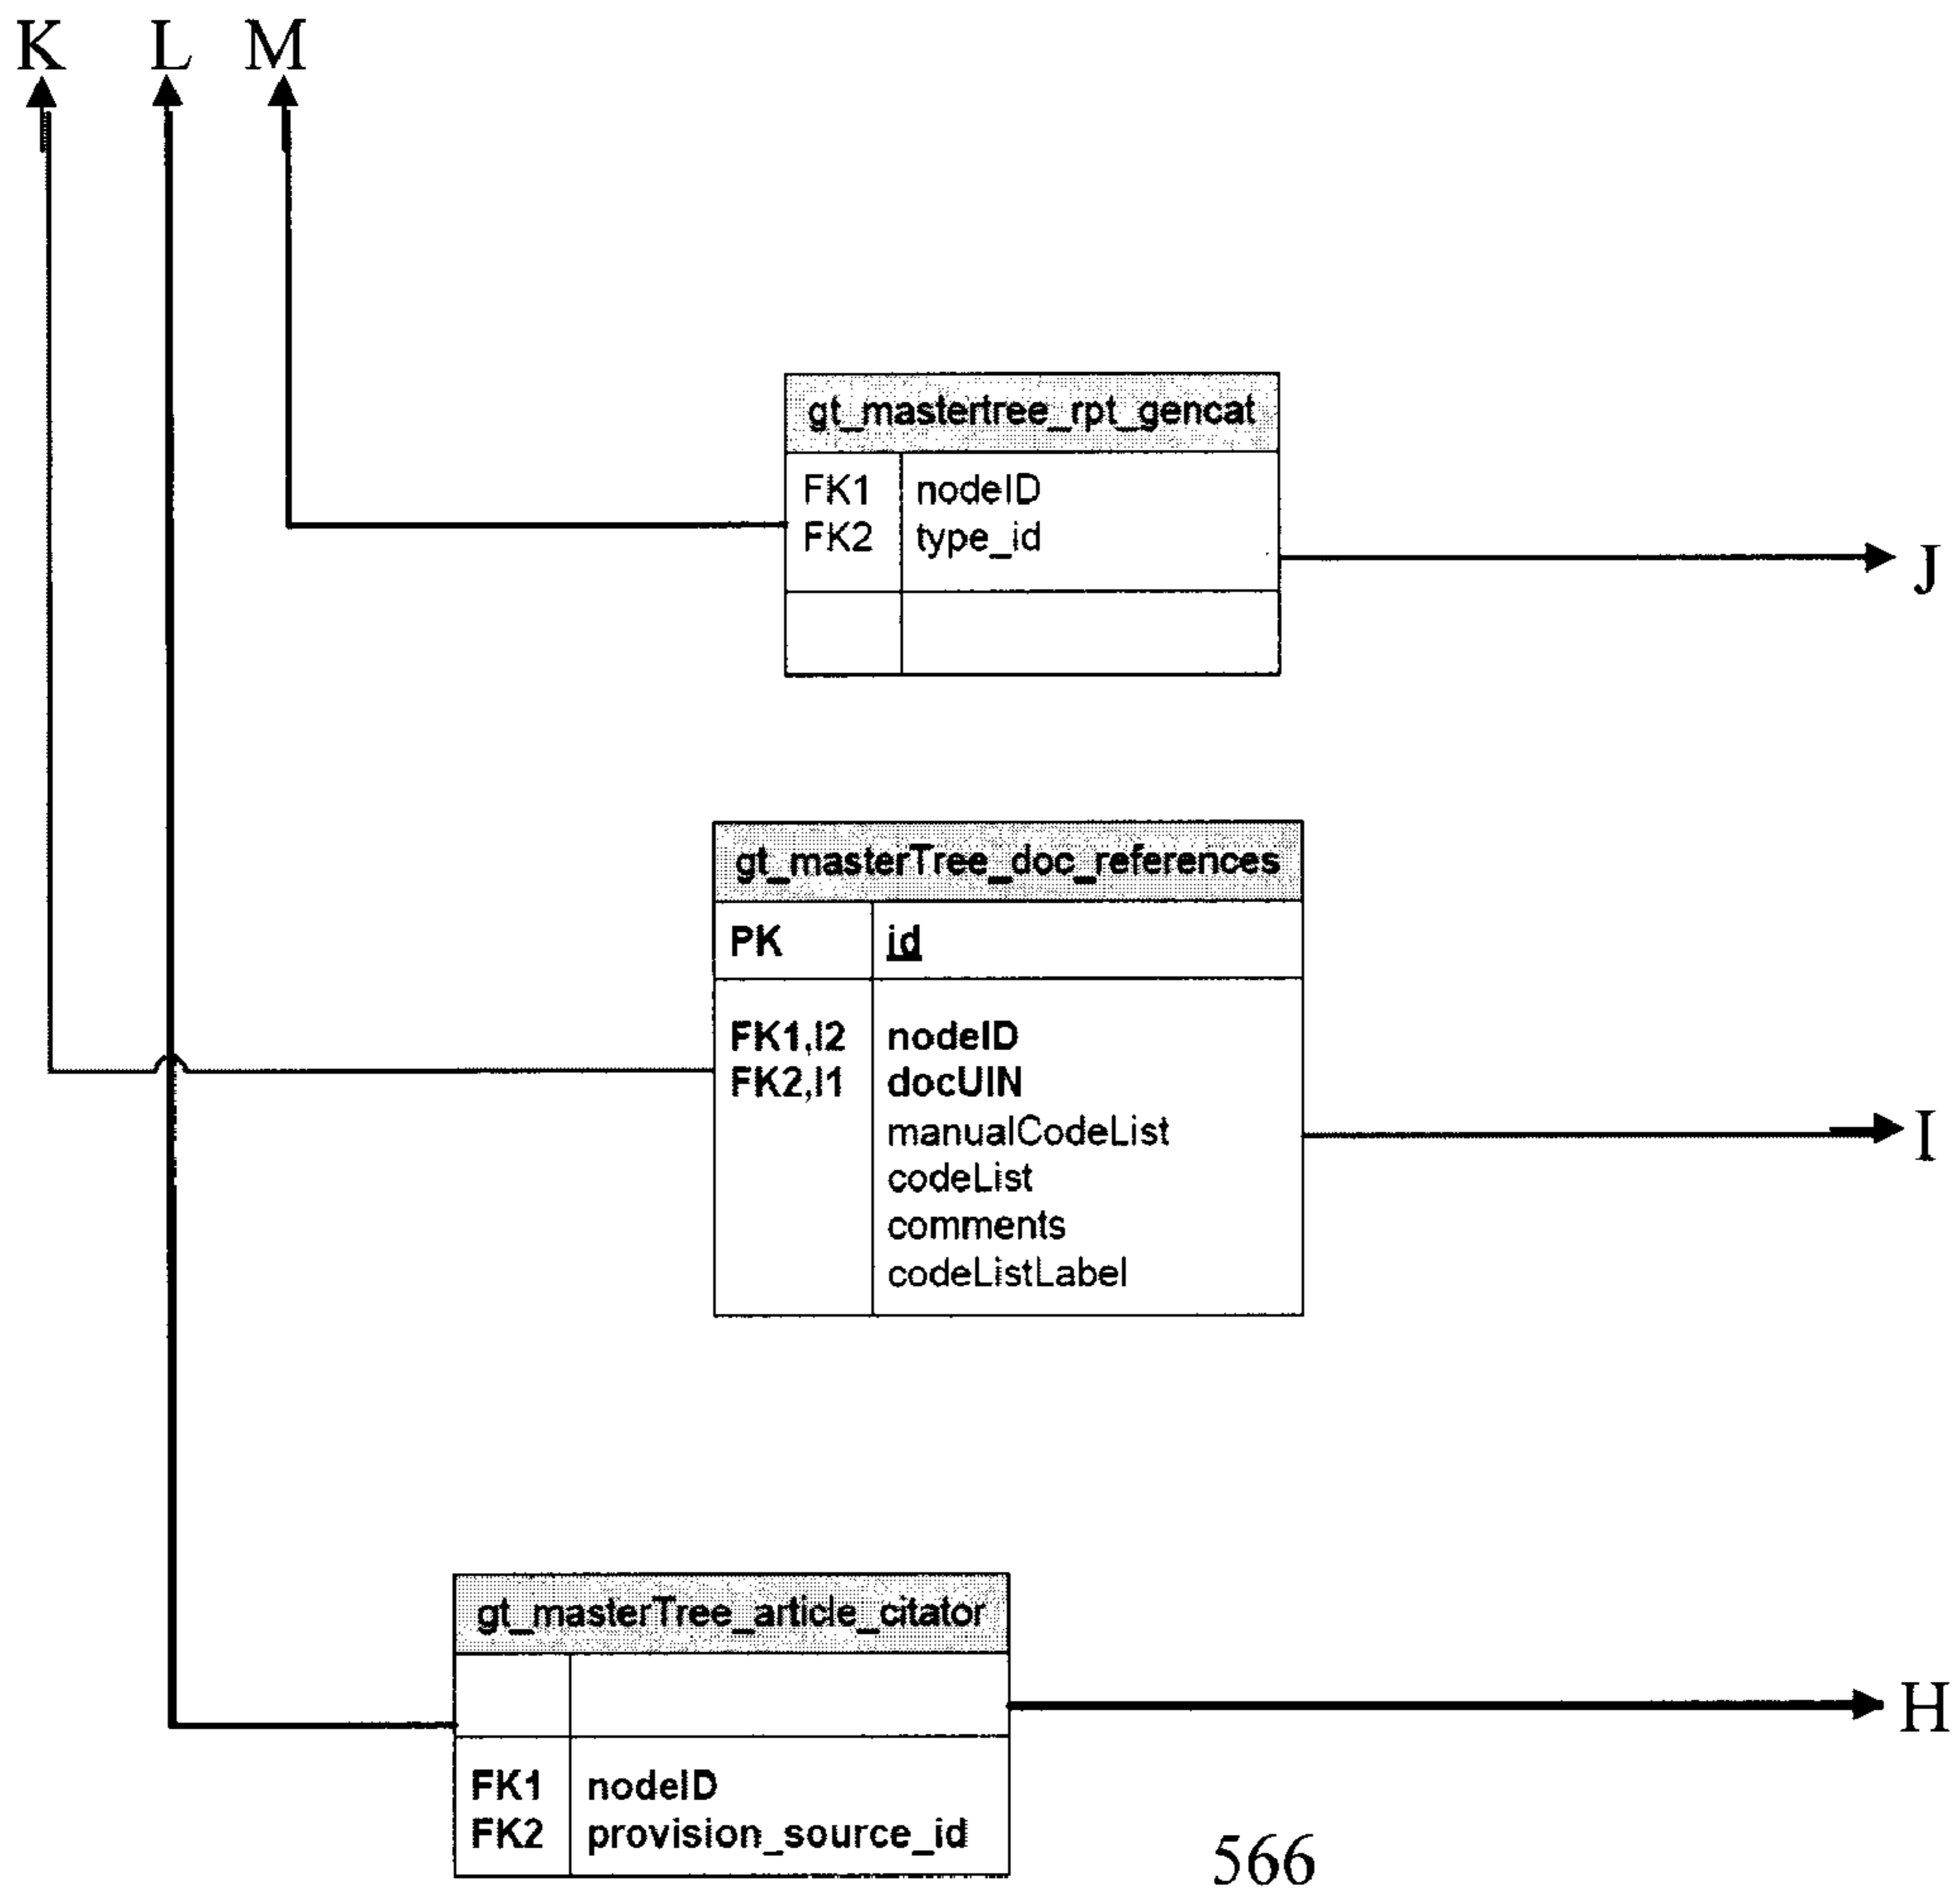 K L M
gt_mastertree_rpt_gencat
FK1 nodeID
FK2 type_id
J
gt_masterTree_doc_references
PK id
FK1,I2 nodeID
FK2,I1 docUIN
manualCodeList
I
codeList
comments
codeListLabel
gt_masterTree_article_citator
H
FK1 nodeID
FK2 provision_source_id
566